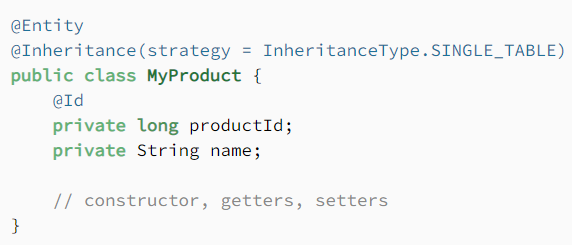 @Entity
@Inheritance(strategy = InheritanceType.SINGLE_TABLE)
public class MyProduct {
    @Id
    private long productId;
    private String name;

    // constructor, getters, setters
}